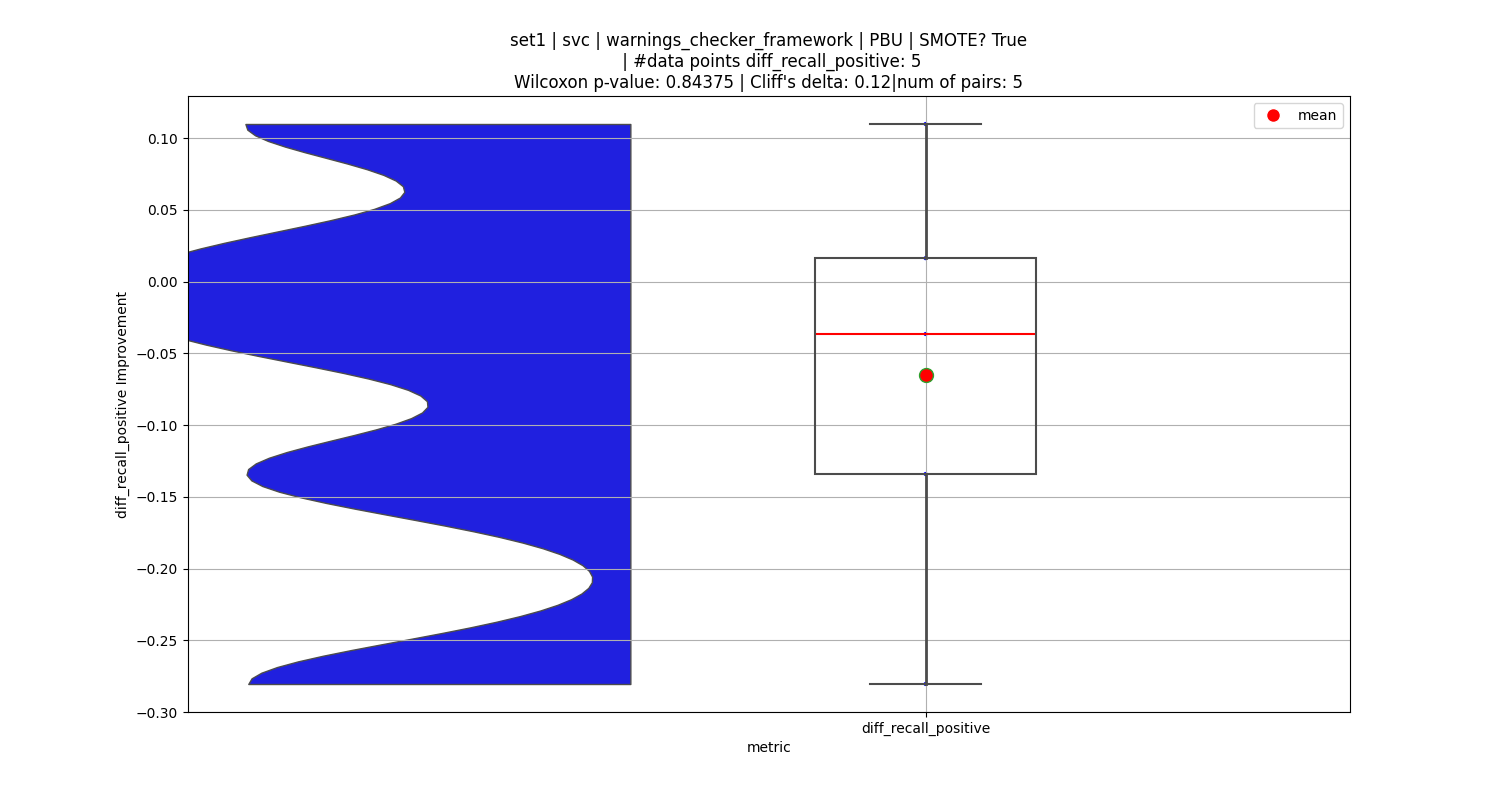 set1 | svc | warnings_checker_framework | PBU | SMOTE? True
| #data points diff_recall_positive: 5
Wilcoxon p-value: 0.84375 | Cliff's delta: 0.12|num of pairs: 5
mean
0.10
0.05
0.00
−0.05
−0.10
−0.15
−0.20
−0.25
−0.30
diff_recall_positive Improvement
diff_recall_positive
metric